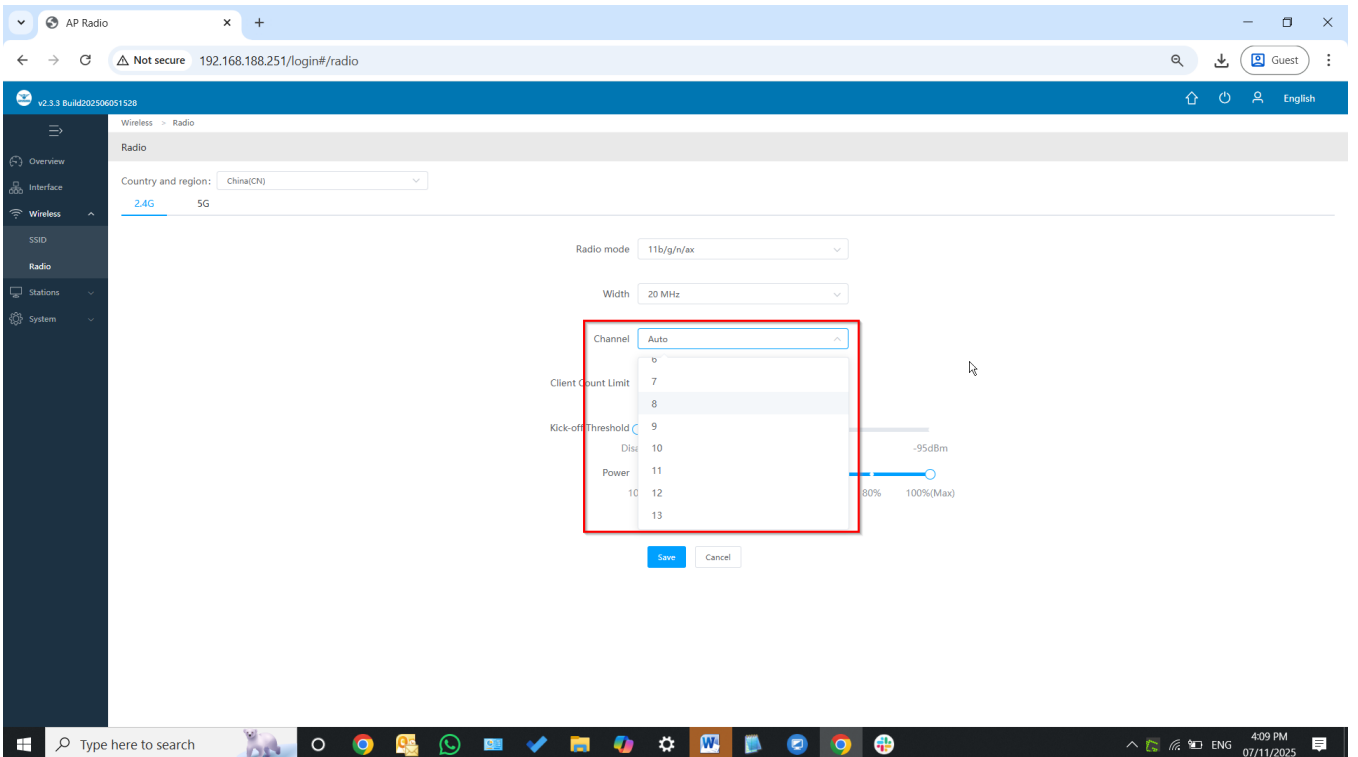 AP Radio
Not secure 192.168.188.251/login#/radio
Guest
v2.3.3 Build202506051528
English
Wireless > Radio
Radio
Overview
Interface
Wireless
SSID
Radio
Stations
System
Country and region: China(CN)
2.4G 5G
Radio mode 11b/g/n/ax
Width 20 MHz
Channel Auto
6
7
Client Count Limit
8
Kick-off Threshold
9
10
-95dBm
Power
11
12
80% 100%(Max)
13
Save Cancel
Type here to search
ENG
4:09 PM
07/11/2025